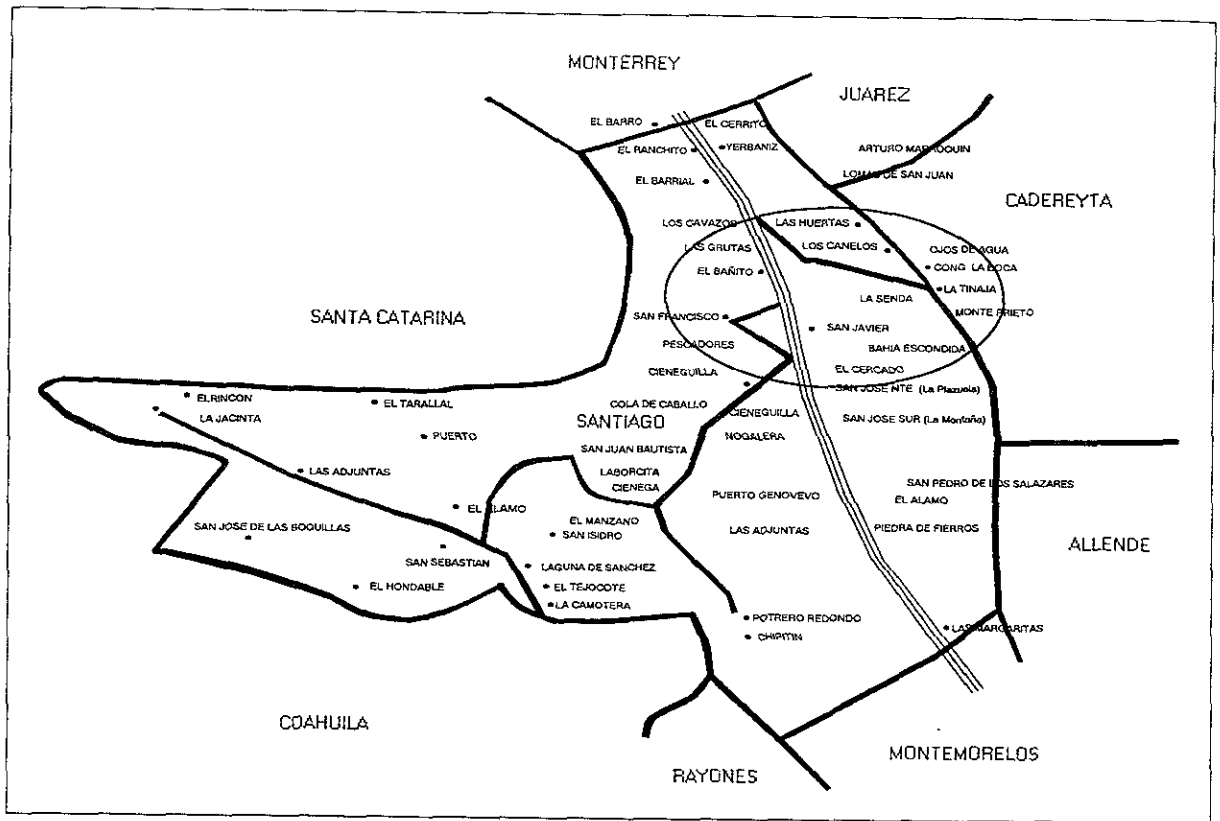 MONTERREY
JUAREZ
EL BARRO
EL CERRITO
EL RANCHITO
YERBANIZ
ARTURO MARROQUIN
EL BARRIAL
LOMAS DE SAN JUAN
CADEREYTA
LOS CAVAZOS
LAS HUERTAS
LAS GRUTAS
LOS CANELOS
OJOS DE AGUA
EL BAÑITO
CONG LA BOCA
LA TINAJA
LA SENDA
SANTA CATARINA
SAN FRANCISCO
MONTE PRIETO
SAN JAVIER
PESCADORES
BAHIA ESCONDIDA
CIENEGUILLA
EL CERCADO
SAN JOSE NTE (La Plazuela)
EL RINCON
EL TARALLAL
COLA DE CABALLO
LA JACINTA
SANTIAGO
CIENEGUILLA
SAN JOSE SUR (La Montaña)
PUERTO
NOGALERA
SAN JUAN BAUTISTA
LAS ADJUNTAS
LABORCITA
CIENEGA
SAN PEDRO DE LOS SALAZARES
PUERTO GENOVEVO
EL ALAMO
EL ALAMO
SAN JOSE DE LAS BOQUILLAS
EL MANZANO
LAS ADJUNTAS
PIEDRA DE FIERROS
SAN ISIDRO
ALLENDE
SAN SEBASTIAN
LAGUNA DE SANCHEZ
EL HONDABLE
EL TEJOCOTE
LA CAMOTERA
POTRERO REDONDO
LAS MARGARITAS
CHIPITIN
COAHUILA
MONTEMORELOS
RAYONES